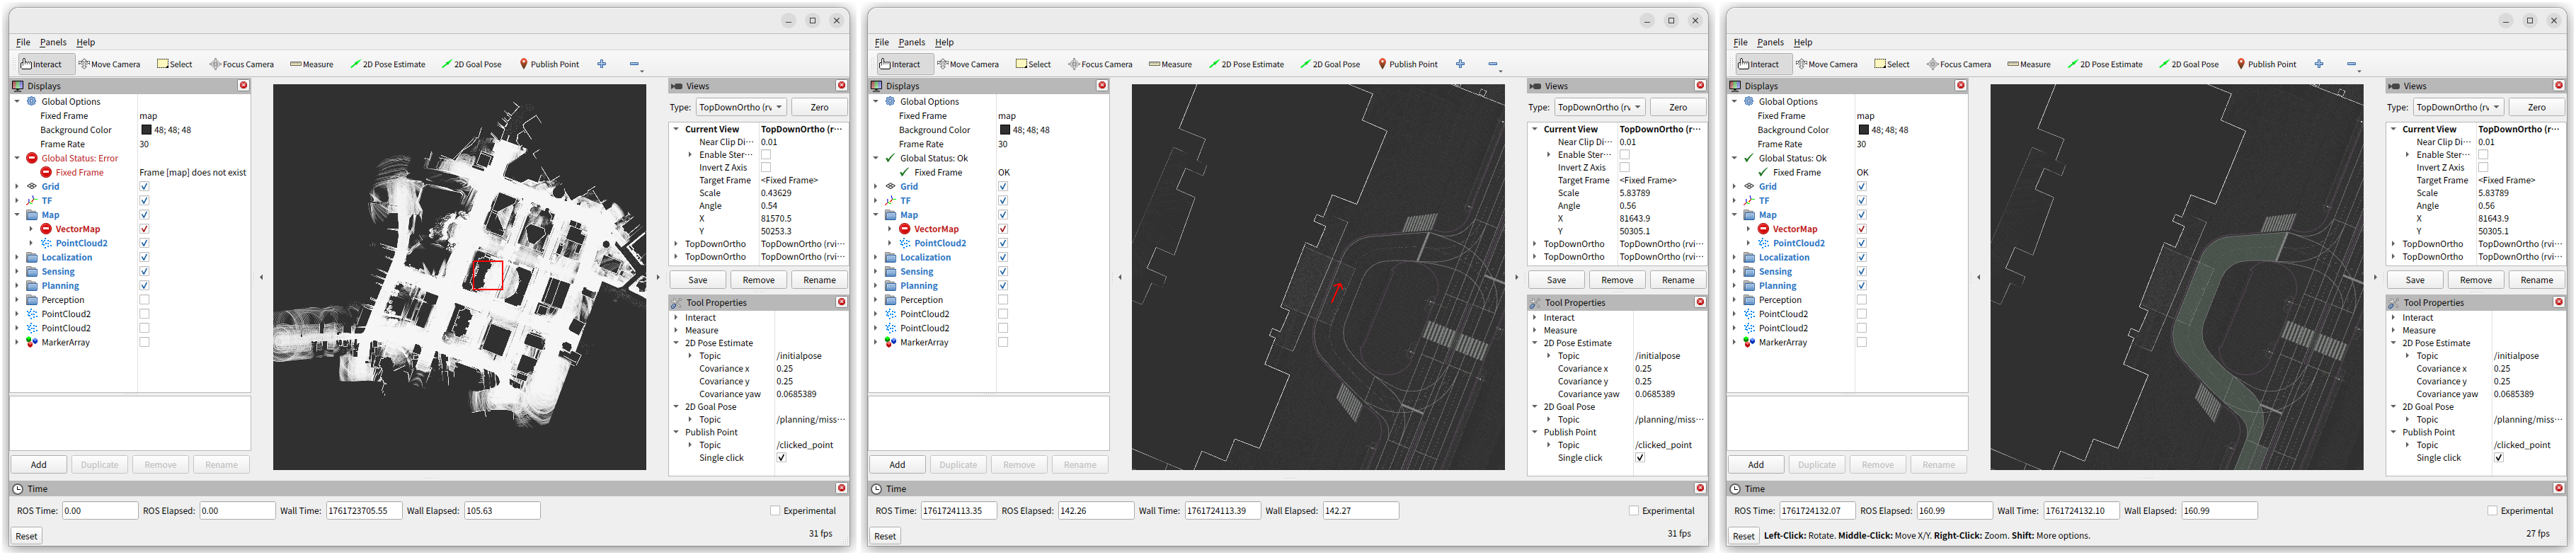 File Panels Help
Interact Move Camera Select Focus Camera Measure 2D Pose Estimate 2D Goal Pose Publish Point
Displays
Global Options
Fixed Frame map
Background Color 48; 48; 48
Frame Rate 30
Global Status: Error
Fixed Frame Frame [map] does not exist
Grid
TF
Map
VectorMap
PointCloud2
Localization
Sensing
Planning
Perception
PointCloud2
PointCloud2
MarkerArray
Add Duplicate Remove Rename
Views
Type: TopDownOrtho (rv Zero
Current View TopDownOrtho (r···
Near Clip Di··· 0.01
Enable Ster···
Invert Z Axis
Target Frame <Fixed Frame>
Scale 0.43629
Angle 0.54
X 81570.5
Y 50253.3
TopDownOrtho TopDownOrtho (rvi···
TopDownOrtho TopDownOrtho (rvi···
Save Remove Rename
Tool Properties
Interact
Measure
2D Pose Estimate
Topic /initialpose
Covariance x 0.25
Covariance y 0.25
Covariance yaw 0.0685389
2D Goal Pose
Topic /planning/miss···
Publish Point
Topic /clicked_point
Single click
Time
ROS Time: 0.00 ROS Elapsed: 0.00 Wall Time: 1761723705.55 Wall Elapsed: 105.63 Experimental
Reset 31 fps
File Panels Help
Interact Move Camera Select Focus Camera Measure 2D Pose Estimate 2D Goal Pose Publish Point
Displays
Global Options
Fixed Frame map
Background Color 48; 48; 48
Frame Rate 30
Global Status: Ok
Fixed Frame OK
Grid
TF
Map
VectorMap
PointCloud2
Localization
Sensing
Planning
Perception
PointCloud2
PointCloud2
MarkerArray
Add Duplicate Remove Rename
Views
Type: TopDownOrtho (rv Zero
Current View TopDownOrtho (r···
Near Clip Di··· 0.01
Enable Ster···
Invert Z Axis
Target Frame <Fixed Frame>
Scale 5.83789
Angle 0.56
X 81643.9
Y 50305.1
TopDownOrtho TopDownOrtho (rvi···
TopDownOrtho TopDownOrtho (rvi···
Save Remove Rename
Tool Properties
Interact
Measure
2D Pose Estimate
Topic /initialpose
Covariance x 0.25
Covariance y 0.25
Covariance yaw 0.0685389
2D Goal Pose
Topic /planning/miss···
Publish Point
Topic /clicked_point
Single click
Time
ROS Time: 1761724113.35 ROS Elapsed: 142.26 Wall Time: 1761724113.39 Wall Elapsed: 142.27 Experimental
Reset 31 fps
File Panels Help
Interact Move Camera Select Focus Camera Measure 2D Pose Estimate 2D Goal Pose Publish Point
Displays
Global Options
Fixed Frame map
Background Color 48; 48; 48
Frame Rate 30
Global Status: Ok
Fixed Frame OK
Grid
TF
Map
VectorMap
PointCloud2
Localization
Sensing
Planning
Perception
PointCloud2
PointCloud2
MarkerArray
Add Duplicate Remove Rename
Views
Type: TopDownOrtho (rv Zero
Current View TopDownOrtho (r···
Near Clip Di··· 0.01
Enable Ster···
Invert Z Axis
Target Frame <Fixed Frame>
Scale 5.83789
Angle 0.56
X 81643.9
Y 50305.1
TopDownOrtho TopDownOrtho (rvi···
TopDownOrtho TopDownOrtho (rvi···
Save Remove Rename
Tool Properties
Interact
Measure
2D Pose Estimate
Topic /initialpose
Covariance x 0.25
Covariance y 0.25
Covariance yaw 0.0685389
2D Goal Pose
Topic /planning/miss···
Publish Point
Topic /clicked_point
Single click
Time
ROS Time: 1761724132.07 ROS Elapsed: 160.99 Wall Time: 1761724132.10 Wall Elapsed: 160.99 Experimental
Reset Left-Click: Rotate. Middle-Click: Move X/Y. Right-Click: Zoom. Shift: More options. 27 fps